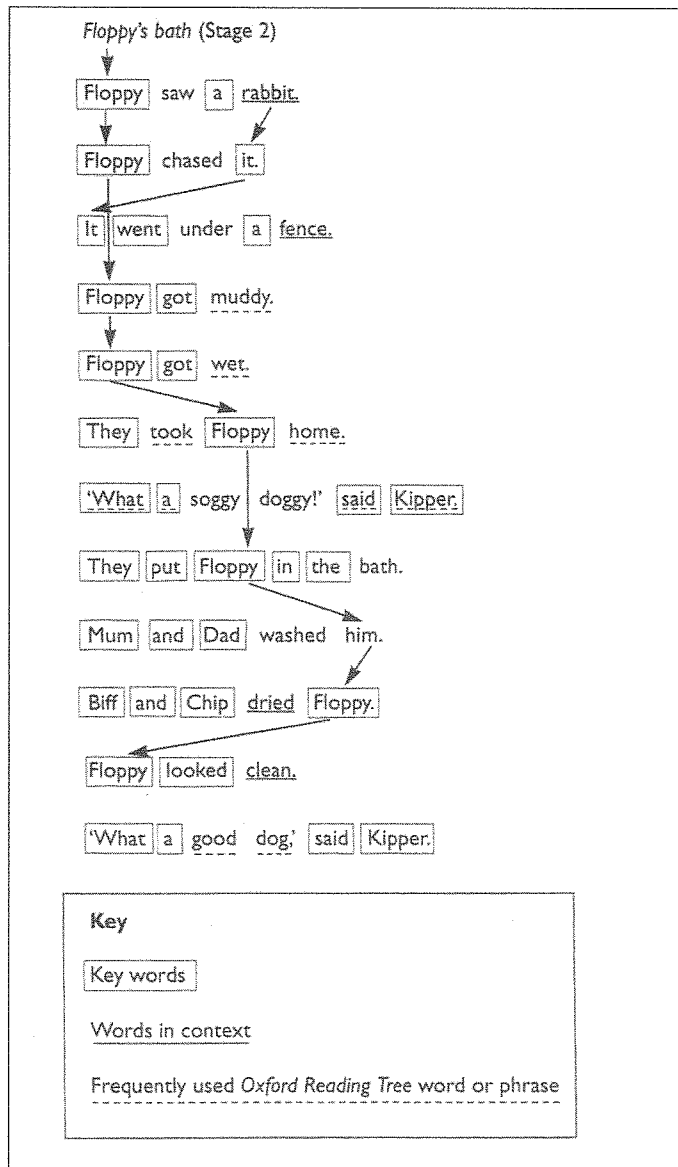 Floppy's bath (Stage 2)
Floppy saw a rabbit.
Floppy chased it.
It went under a fence.
Floppy got muddy.
Floppy got wet.
They took Floppy home.
'What a soggy doggy!' said Kipper.
They put Floppy in the bath.
Mum and Dad washed him.
Biff and Chip dried Floppy.
Floppy looked clean.
'What a good dog,' said Kipper.
Key
Key words
Words in context
Frequently used Oxford Reading Tree word or phrase